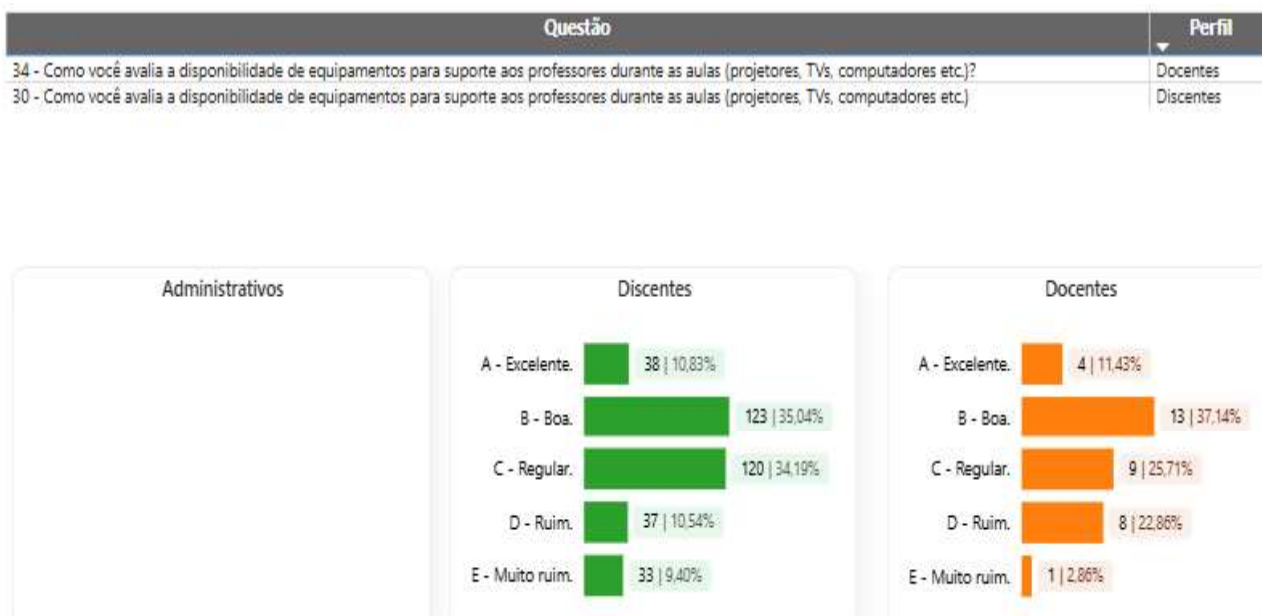 Questão Perfil
34 - Como você avalia a disponibilidade de equipamentos para suporte aos professores durante as aulas (projetores, TVs, computadores etc.)? Docentes
30 - Como você avalia a disponibilidade de equipamentos para suporte aos professores durante as aulas (projetores, TVs, computadores etc.) Discentes
Administrativos
Discentes
A - Excelente. 38 | 10,83%
B - Boa. 123 | 35,04%
C - Regular. 120 | 34,19%
D - Ruim. 37 | 10,54%
E - Muito ruim. 33 | 9,40%
Docentes
A - Excelente. 4 | 11,43%
B - Boa. 13 | 37,14%
C - Regular. 9 | 25,71%
D - Ruim. 8 | 22,86%
E - Muito ruim. 1 | 2,86%